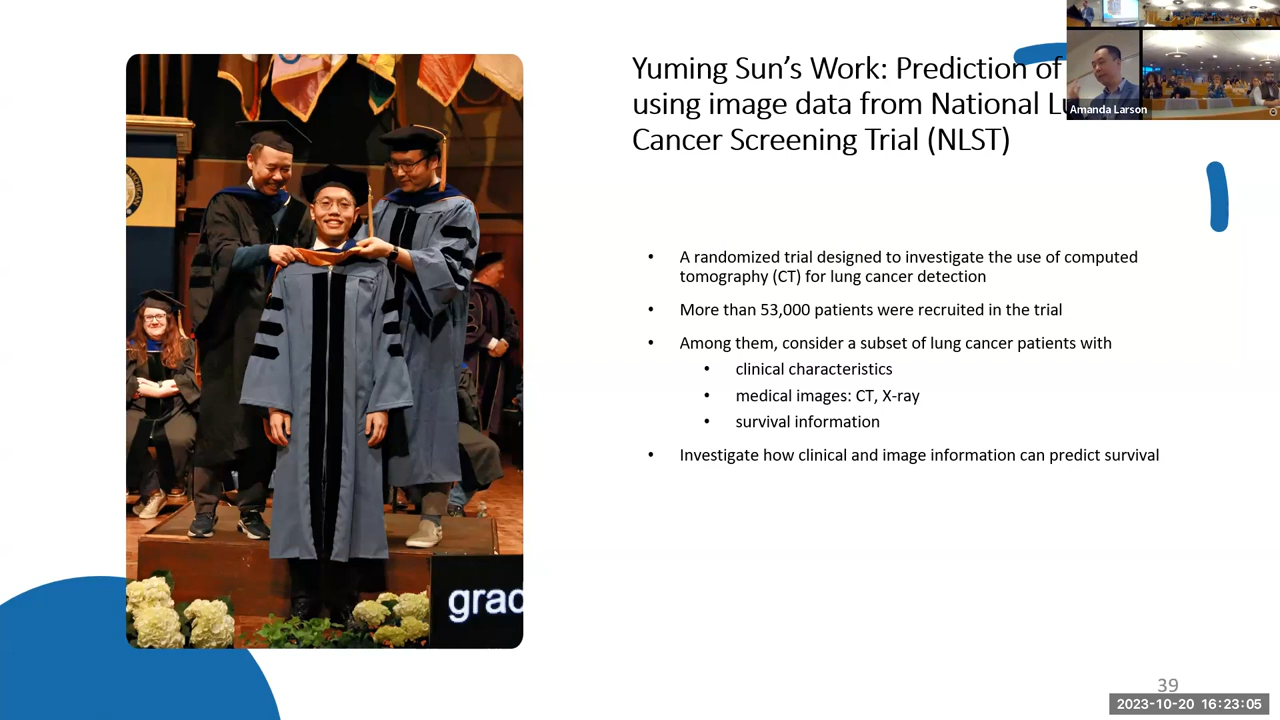 Yuming Sun’s Work: Prediction of
using image data from National
Cancer Screening Trial (NLST)
Amanda Larson
• A randomized trial designed to investigate the use of computed
tomography (CT) for lung cancer detection
• More than 53,000 patients were recruited in the trial
• Among them, consider a subset of lung cancer patients with
• clinical characteristics
• medical images: CT, X-ray
• survival information
• Investigate how clinical and image information can predict survival
grad
39
2023-10-20 16:23:05